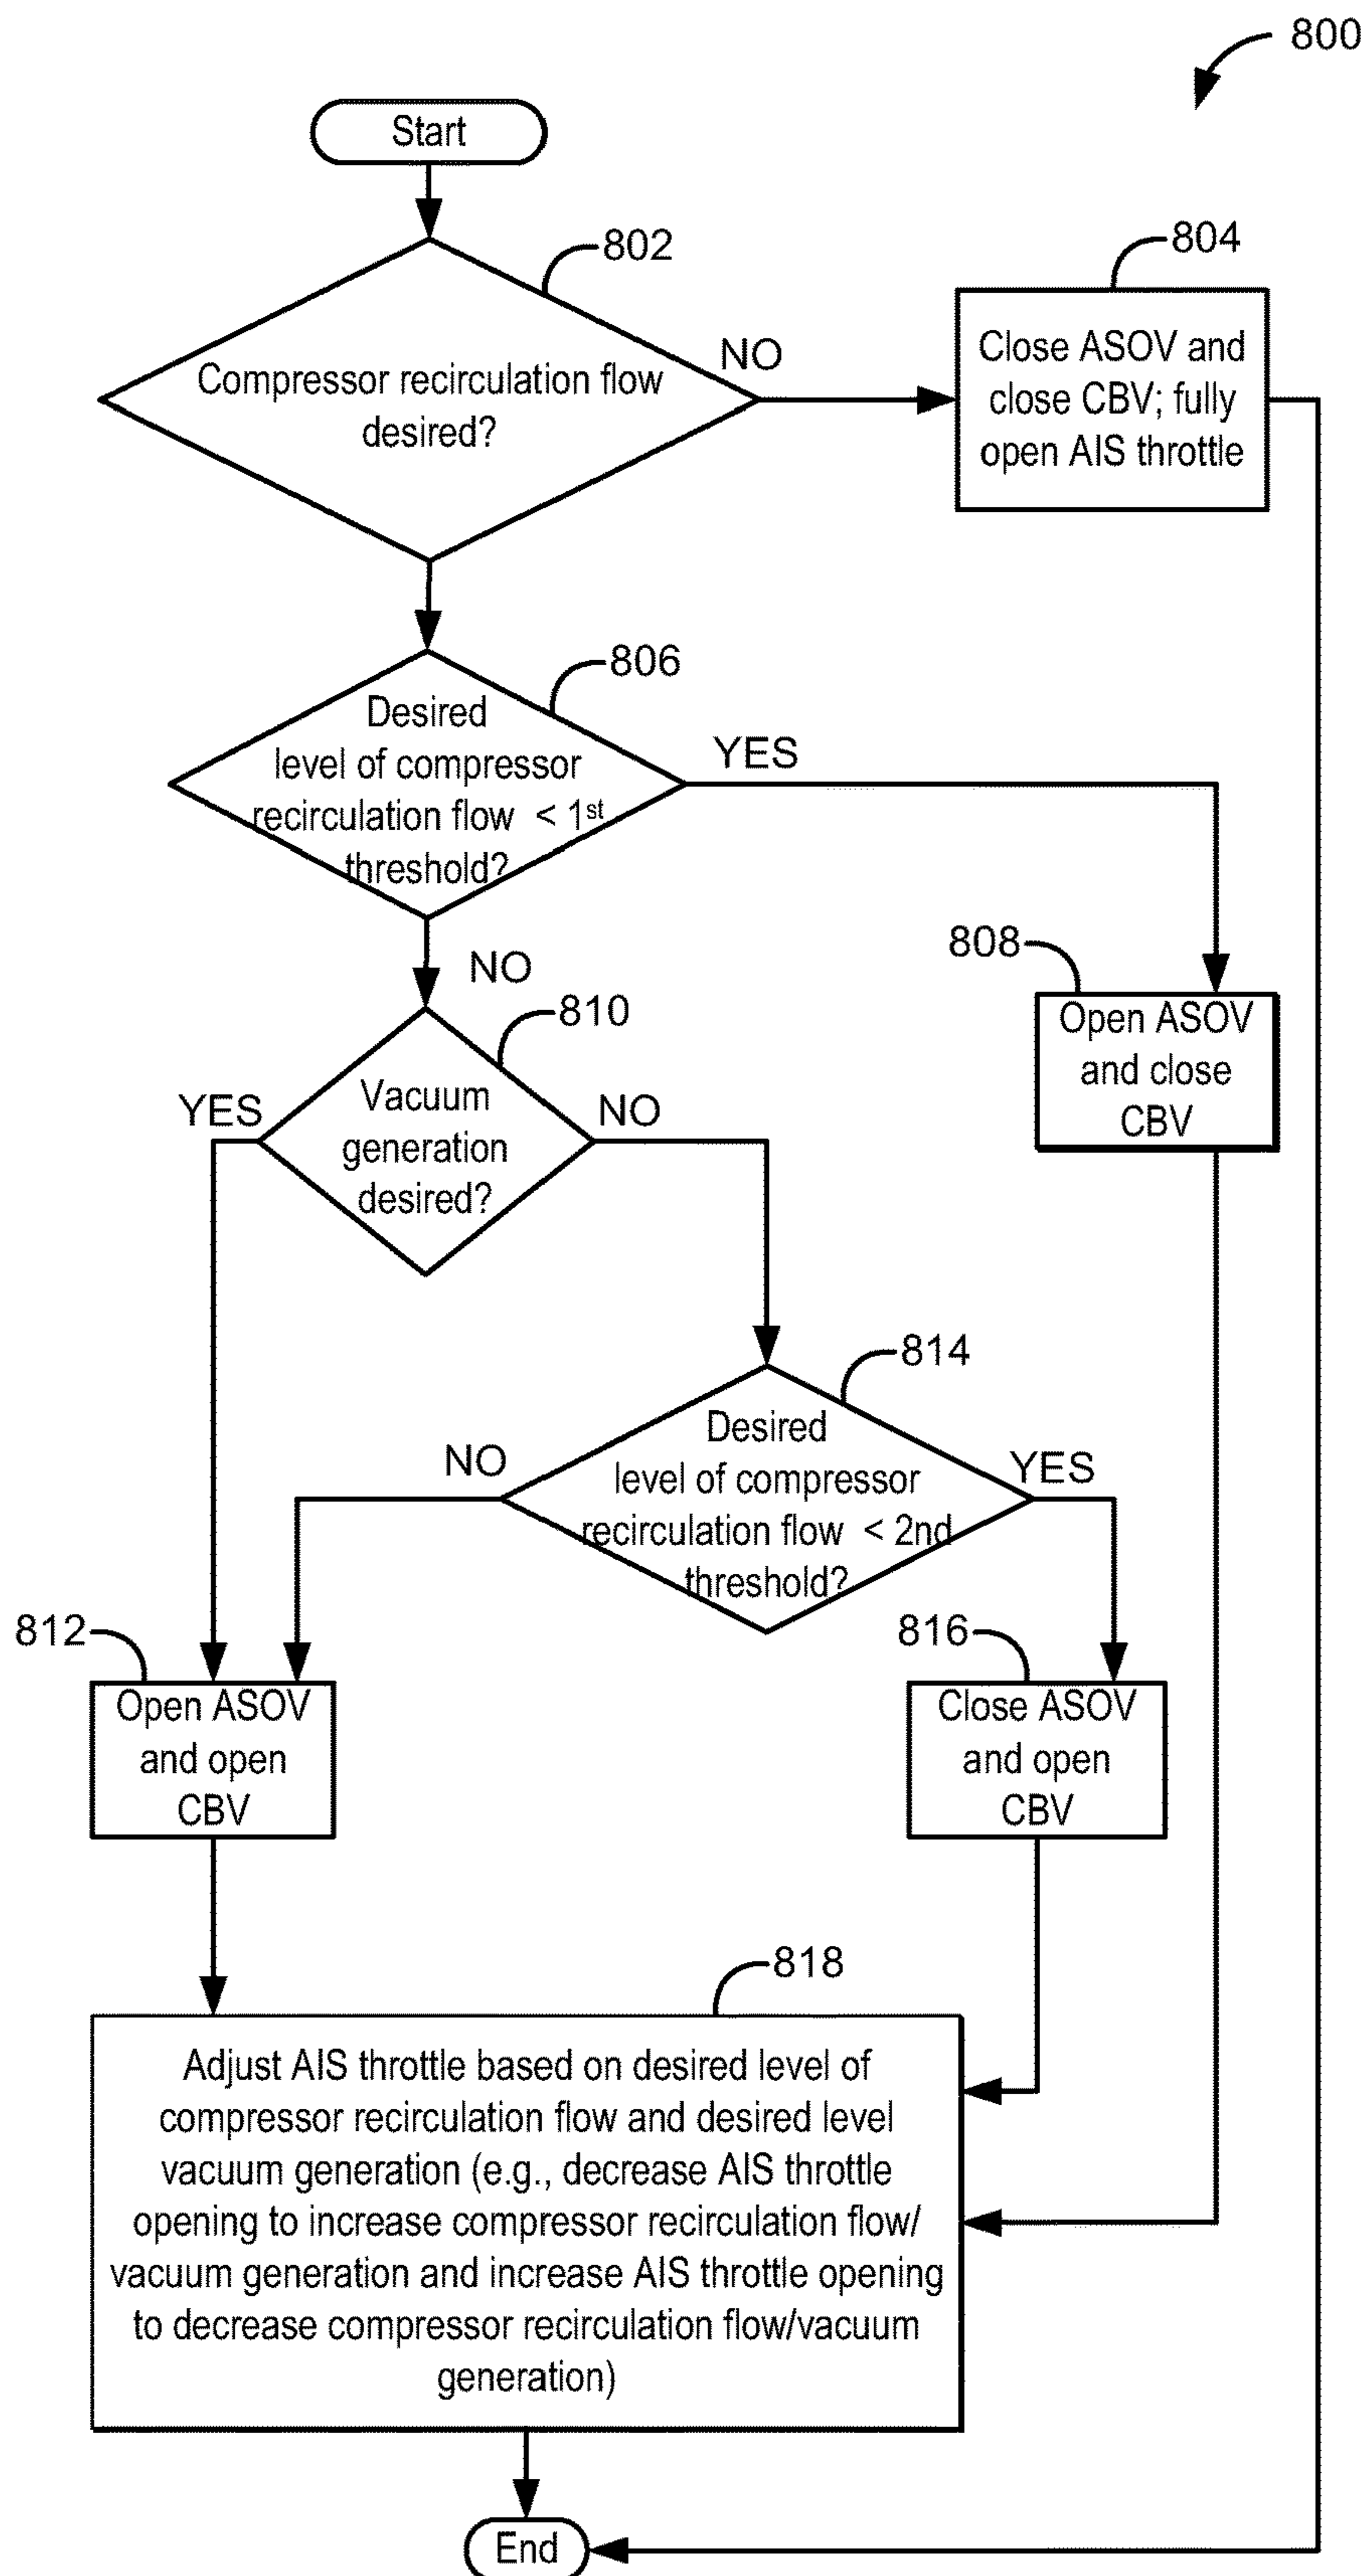 800
Start
802
Compressor recirculation flow
desired?
NO
804
Close ASOV and
close CBV; fully
open AIS throttle
806
Desired
level of compressor
recirculation flow < 1st
threshold?
YES
NO
808
Open ASOV
and close
CBV
810
Vacuum
generation
desired?
YES
NO
814
Desired
level of compressor
recirculation flow < 2nd
threshold?
NO
YES
812
Open ASOV
and open
CBV
816
Close ASOV
and open
CBV
818
Adjust AIS throttle based on desired level of
compressor recirculation flow and desired level
vacuum generation (e.g., decrease AIS throttle
opening to increase compressor recirculation flow/
vacuum generation and increase AIS throttle opening
to decrease compressor recirculation flow/vacuum
generation)
End